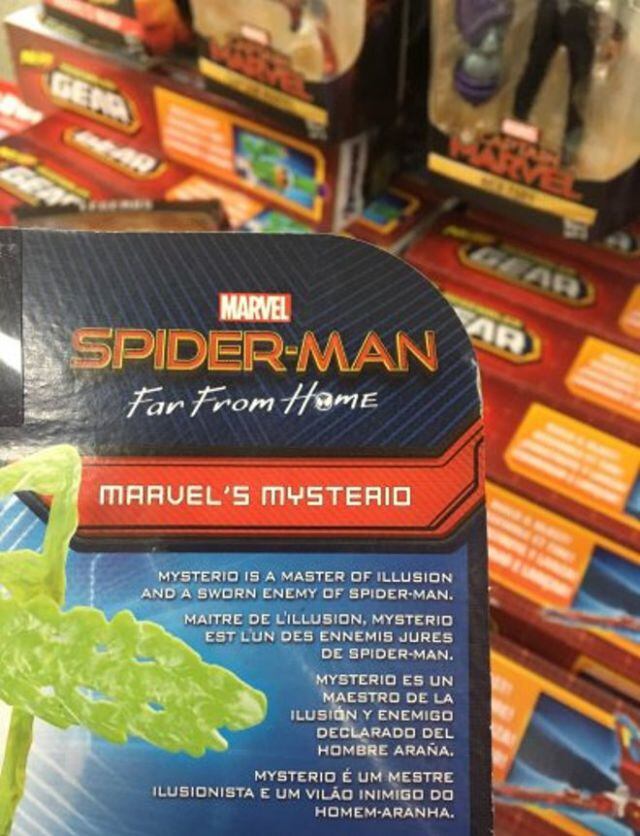 GEAR
GEAR
GEAR
MARVEL
CAPTAIN
MARVEL
GEAR
MARVEL
SPIDER-MAN
Far From Home
MARVEL'S MYSTERIO
MYSTERIO IS A MASTER OF ILLUSION
AND A SWORN ENEMY OF SPIDER-MAN.
MAITRE DE L'ILLUSION, MYSTERIO
EST L'UN DES ENNEMIS JURES
DE SPIDER-MAN.
MYSTERIO ES UN
MAESTRO DE LA
ILUSIÓN Y ENEMIGO
DECLARADO DEL
HOMBRE ARAÑA.
MYSTERIO É UM MESTRE
ILUSIONISTA E UM VILÃO INIMIGO DO
HOMEM-ARANHA.